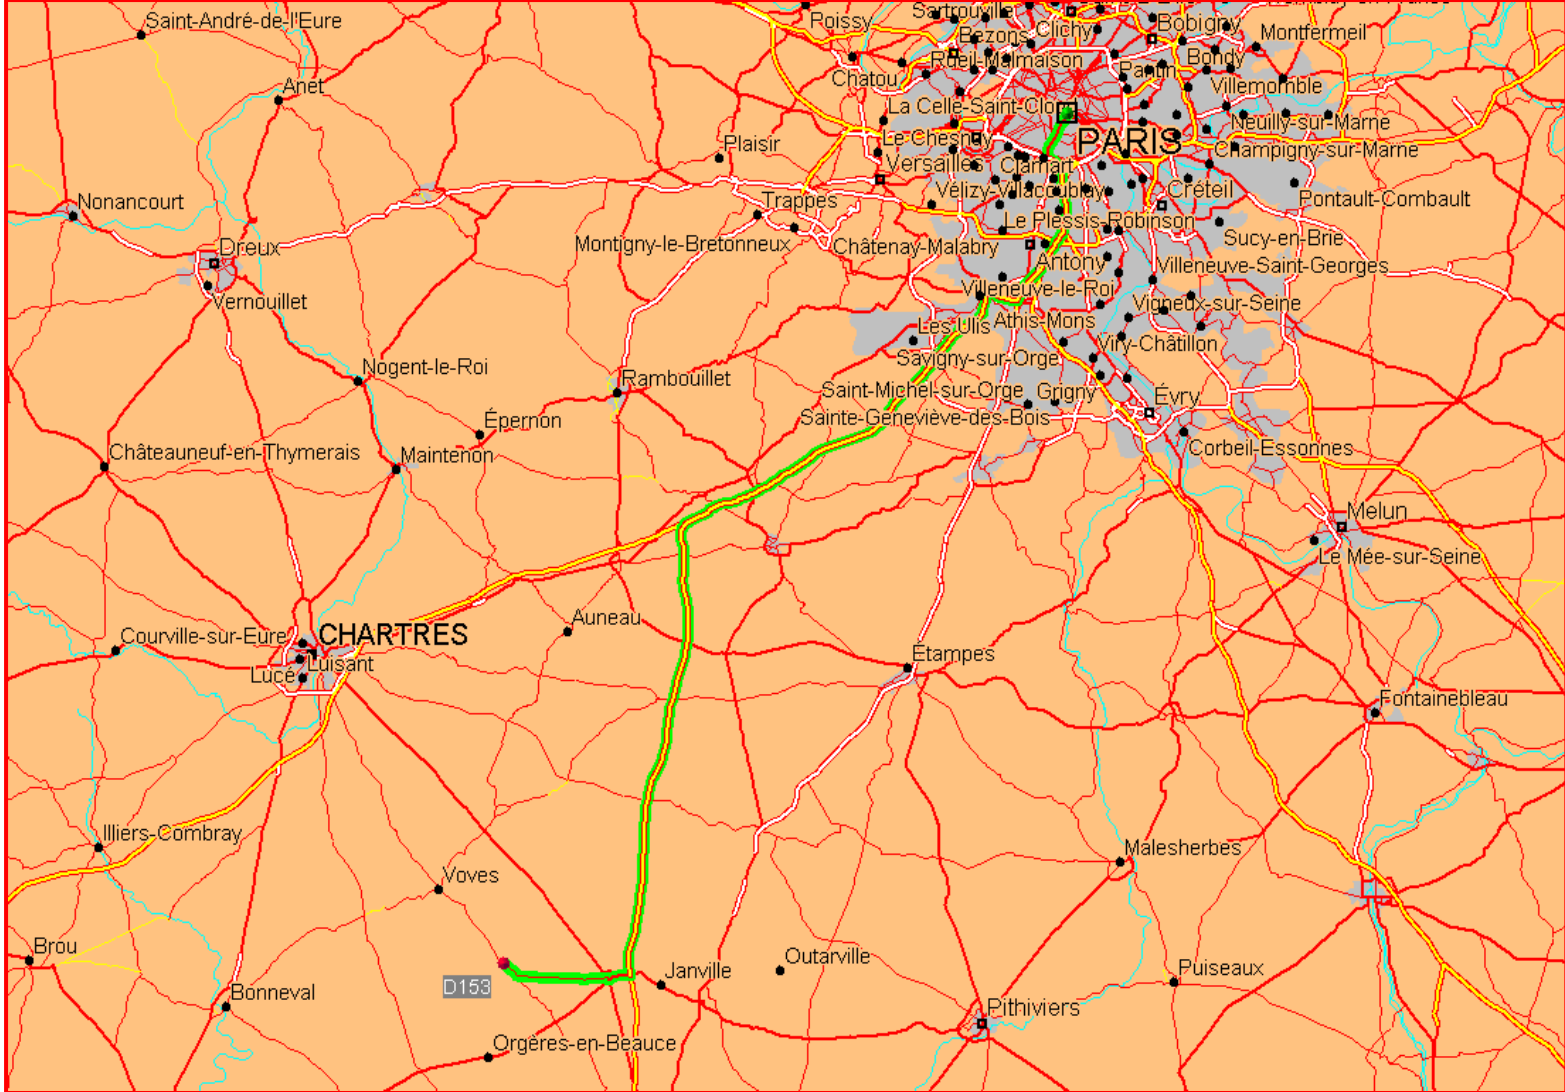 Saint-André-de-l'Eure
Poissy
Sartrouville
Bobigny
Bezons
Clichy
Montfermeil
Chatou
Rueil-Malmaison
Pantin
Bondy
Anet
Villemomble
La Celle-Saint-Clo
Neuilly-sur-Marne
Plaisir
Le Chesnay
PARIS
Champigny-sur-Marne
Versailles
Clamart
Vélizy-Villacoublay
Créteil
Pontault-Combault
Nonancourt
Trappes
Le Plessis-Robinson
Dreux
Montigny-le-Bretonneux
Châtenay-Malabry
Sucy-en-Brie
Antony
Villeneuve-Saint-Georges
Vernouillet
Villeneuve-le-Roi
Vigneux-sur-Seine
Les Ulis
Athis-Mons
Savigny-sur-Orge
Viry-Châtillon
Nogent-le-Roi
Rambouillet
Saint-Michel-sur-Orge
Grigny
Évry
Épernon
Sainte-Geneviève-des-Bois
Châteauneuf-en-Thymerais
Maintenon
Corbeil-Essonnes
Melun
Le Mée-sur-Seine
Auneau
Courville-sur-Eure
CHARTRES
Luisant
Lucé
Étampes
Fontainebleau
Illiers-Combray
Malesherbes
Voves
Brou
Janville
Outarville
Puiseaux
D153
Bonneval
Pithiviers
Orgères-en-Beauce